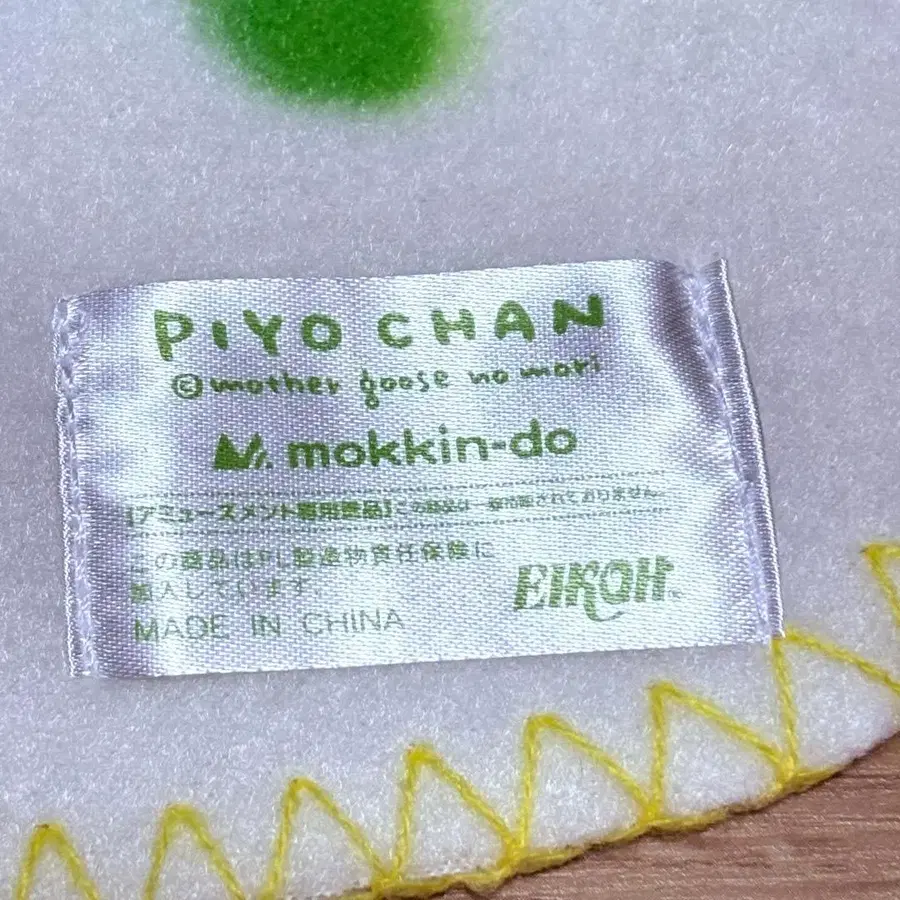 PIYO CHAN
©mother goose no mori
mokkin-do
【アミューズメント専用景品】この商品は一般市販されておりません。
この商品はPL製造物責任保険に
加入しています
MADE IN CHINA
EIKOH